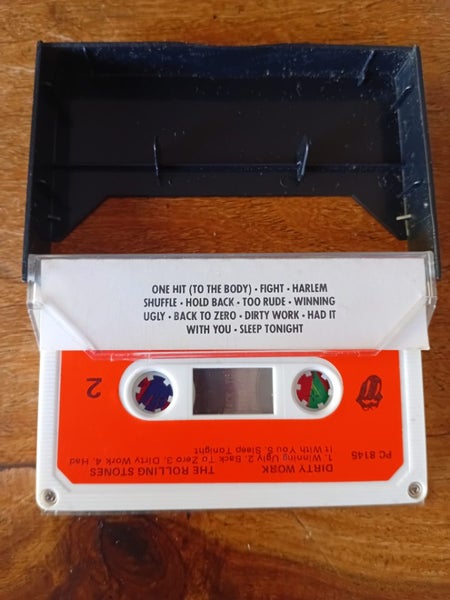 ONE HIT (TO THE BODY) • FIGHT • HARLEM
SHUFFLE • HOLD BACK • TOO RUDE • WINNING
UGLY • BACK TO ZERO • DIRTY WORK • HAD IT
WITH YOU • SLEEP TONIGHT
2
PC 8145
DIRTY WORK THE ROLLING STONES
1. Winning Ugly 2. Back To Zero 3. Dirty Work 4. Had
It With You 5. Sleep Tonight